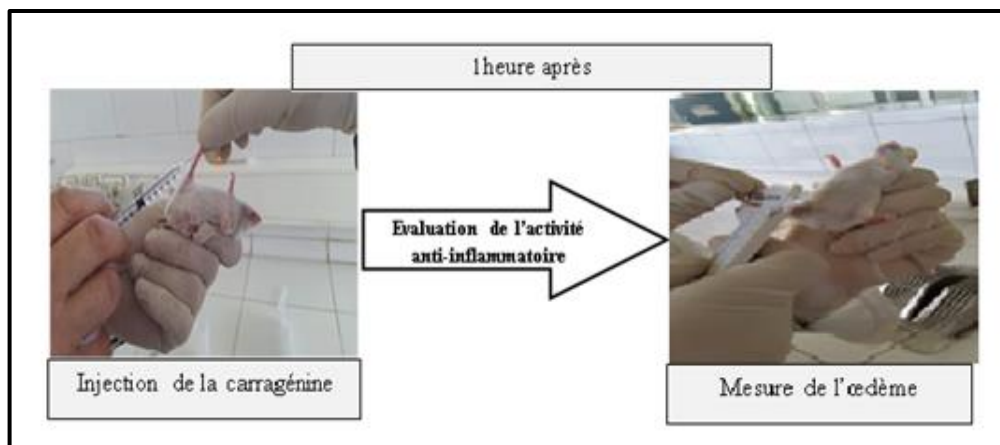 1heure après
Evaluation de l'activité
anti-inflammatoire
Injection de la carragénine
Mesure de l'œdème